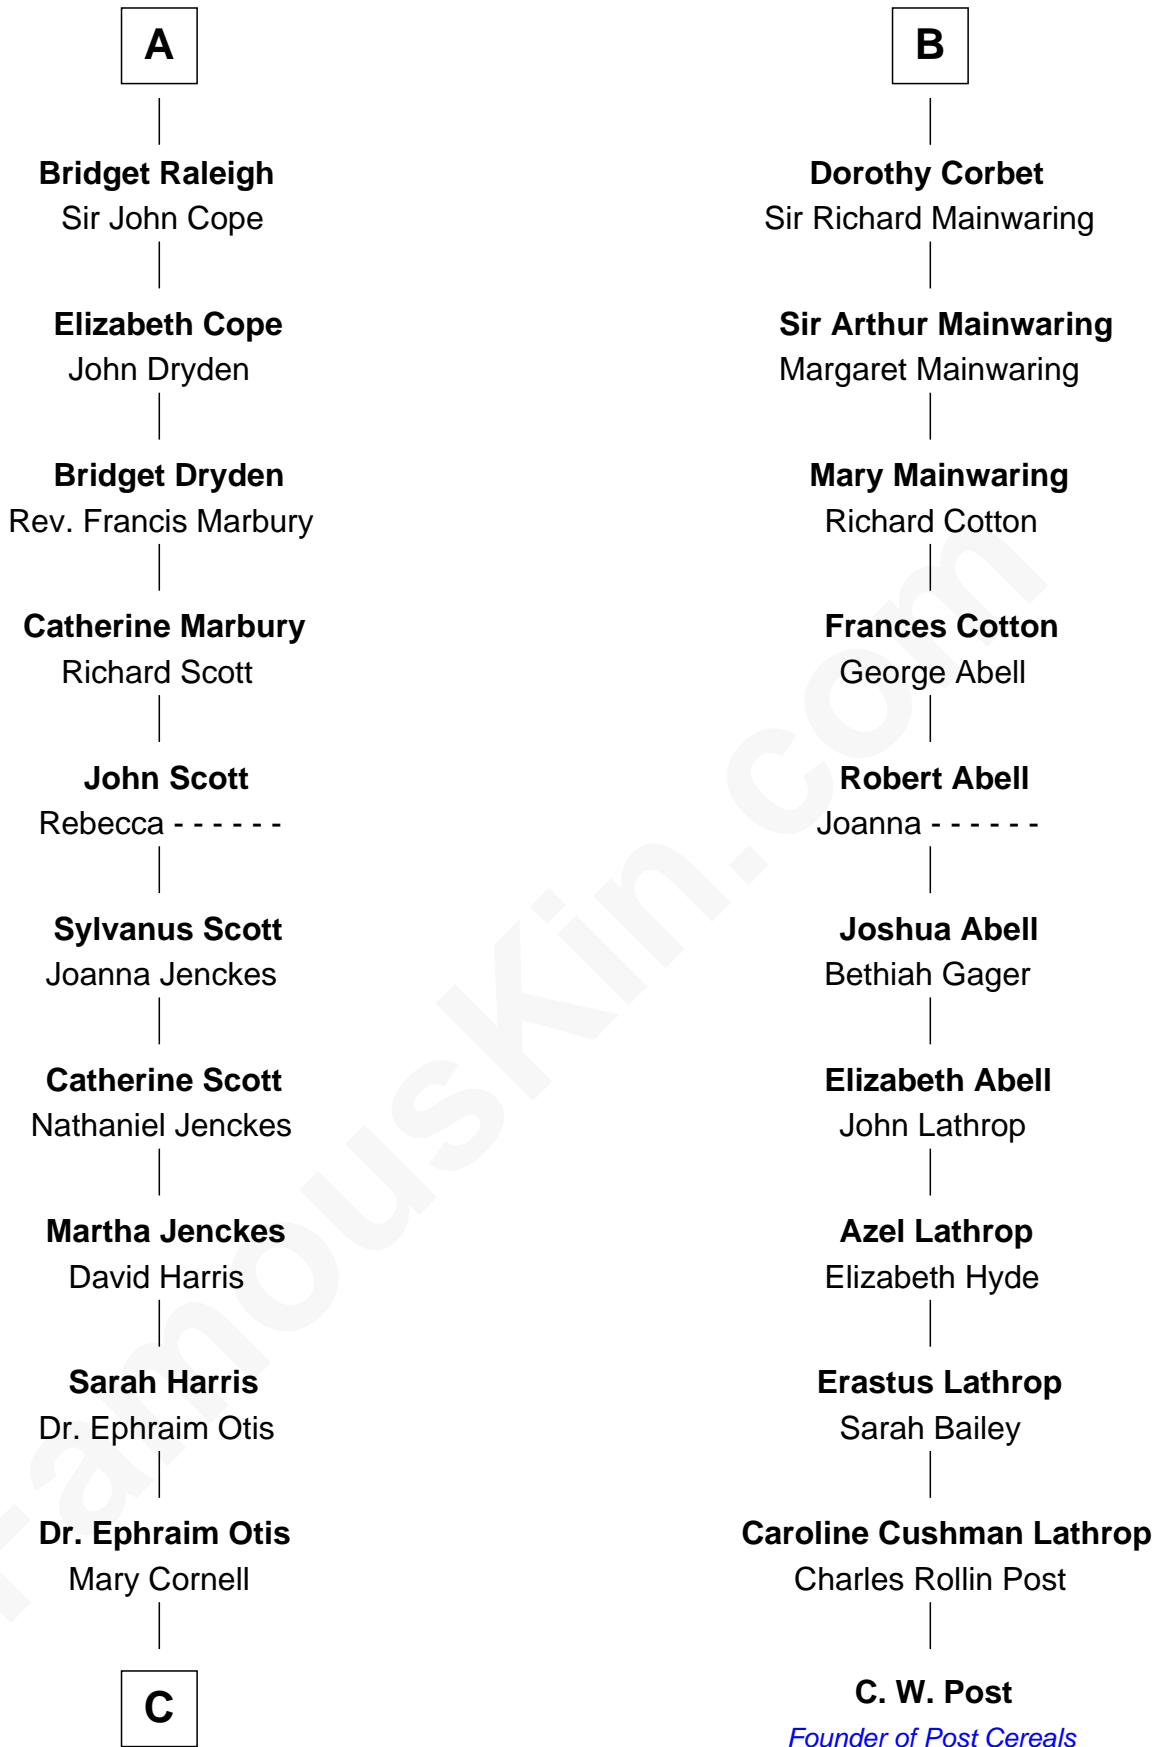 A
Bridget Raleigh
Sir John Cope
Elizabeth Cope
John Dryden
Bridget Dryden
Rev. Francis Marbury
Catherine Marbury
Richard Scott
John Scott
Rebecca - - - - - -
Sylvanus Scott
Joanna Jenckes
Catherine Scott
Nathaniel Jenckes
Martha Jenckes
David Harris
Sarah Harris
Dr. Ephraim Otis
Dr. Ephraim Otis
Mary Cornell
C
B
Dorothy Corbet
Sir Richard Mainwaring
Sir Arthur Mainwaring
Margaret Mainwaring
Mary Mainwaring
Richard Cotton
Frances Cotton
George Abell
Robert Abell
Joanna - - - - - -
Joshua Abell
Bethiah Gager
Elizabeth Abell
John Lathrop
Azel Lathrop
Elizabeth Hyde
Erastus Lathrop
Sarah Bailey
Caroline Cushman Lathrop
Charles Rollin Post
C. W. Post
Founder of Post Cereals
FamousKin.com